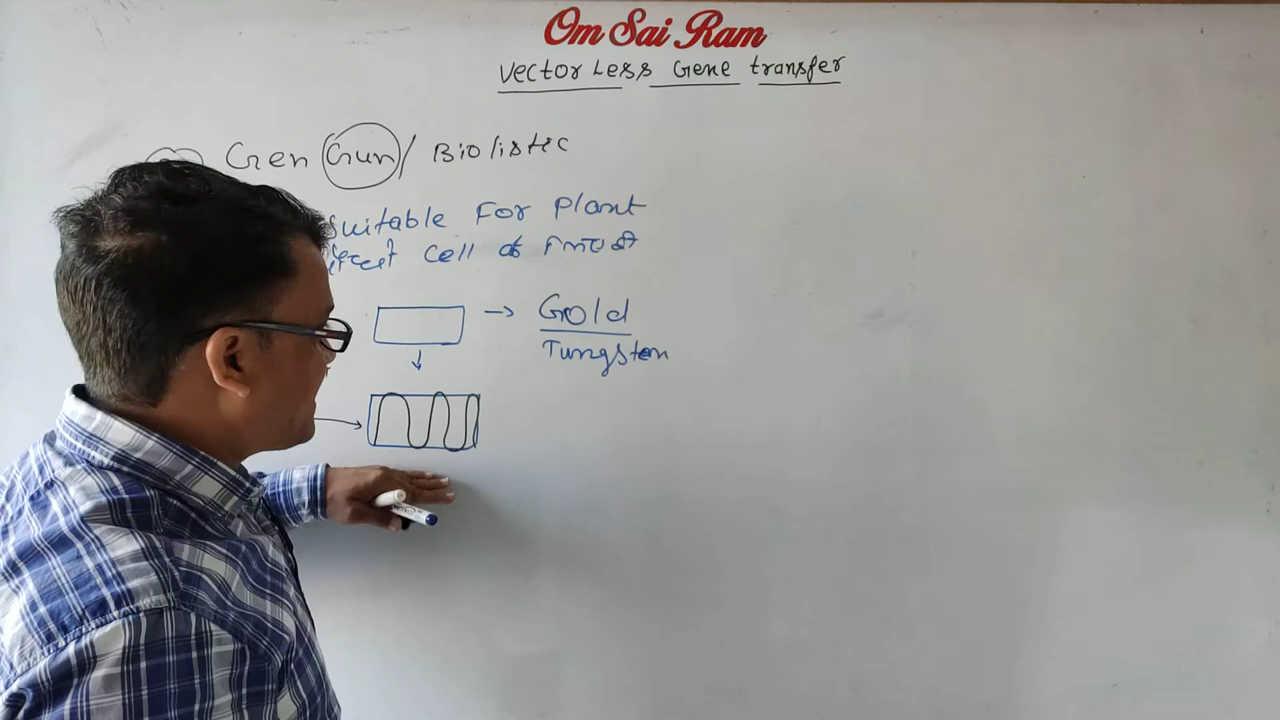 Om Sai Ram
Vector Less Gene transfer
Gen Gun / Biolistic
Suitable For Plant
Cell
Gold
Tungsten